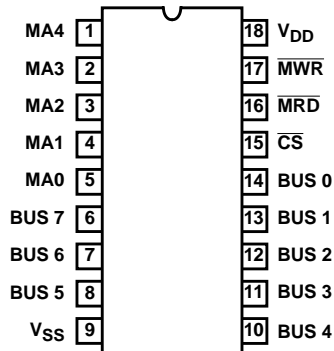 MA4 1 18 VDD
MA3 2 17 MWR
MA2 3 16 MRD
MA1 4 15 CS
MA0 5 14 BUS 0
BUS 7 6 13 BUS 1
BUS 6 7 12 BUS 2
BUS 5 8 11 BUS 3
VSS 9 10 BUS 4